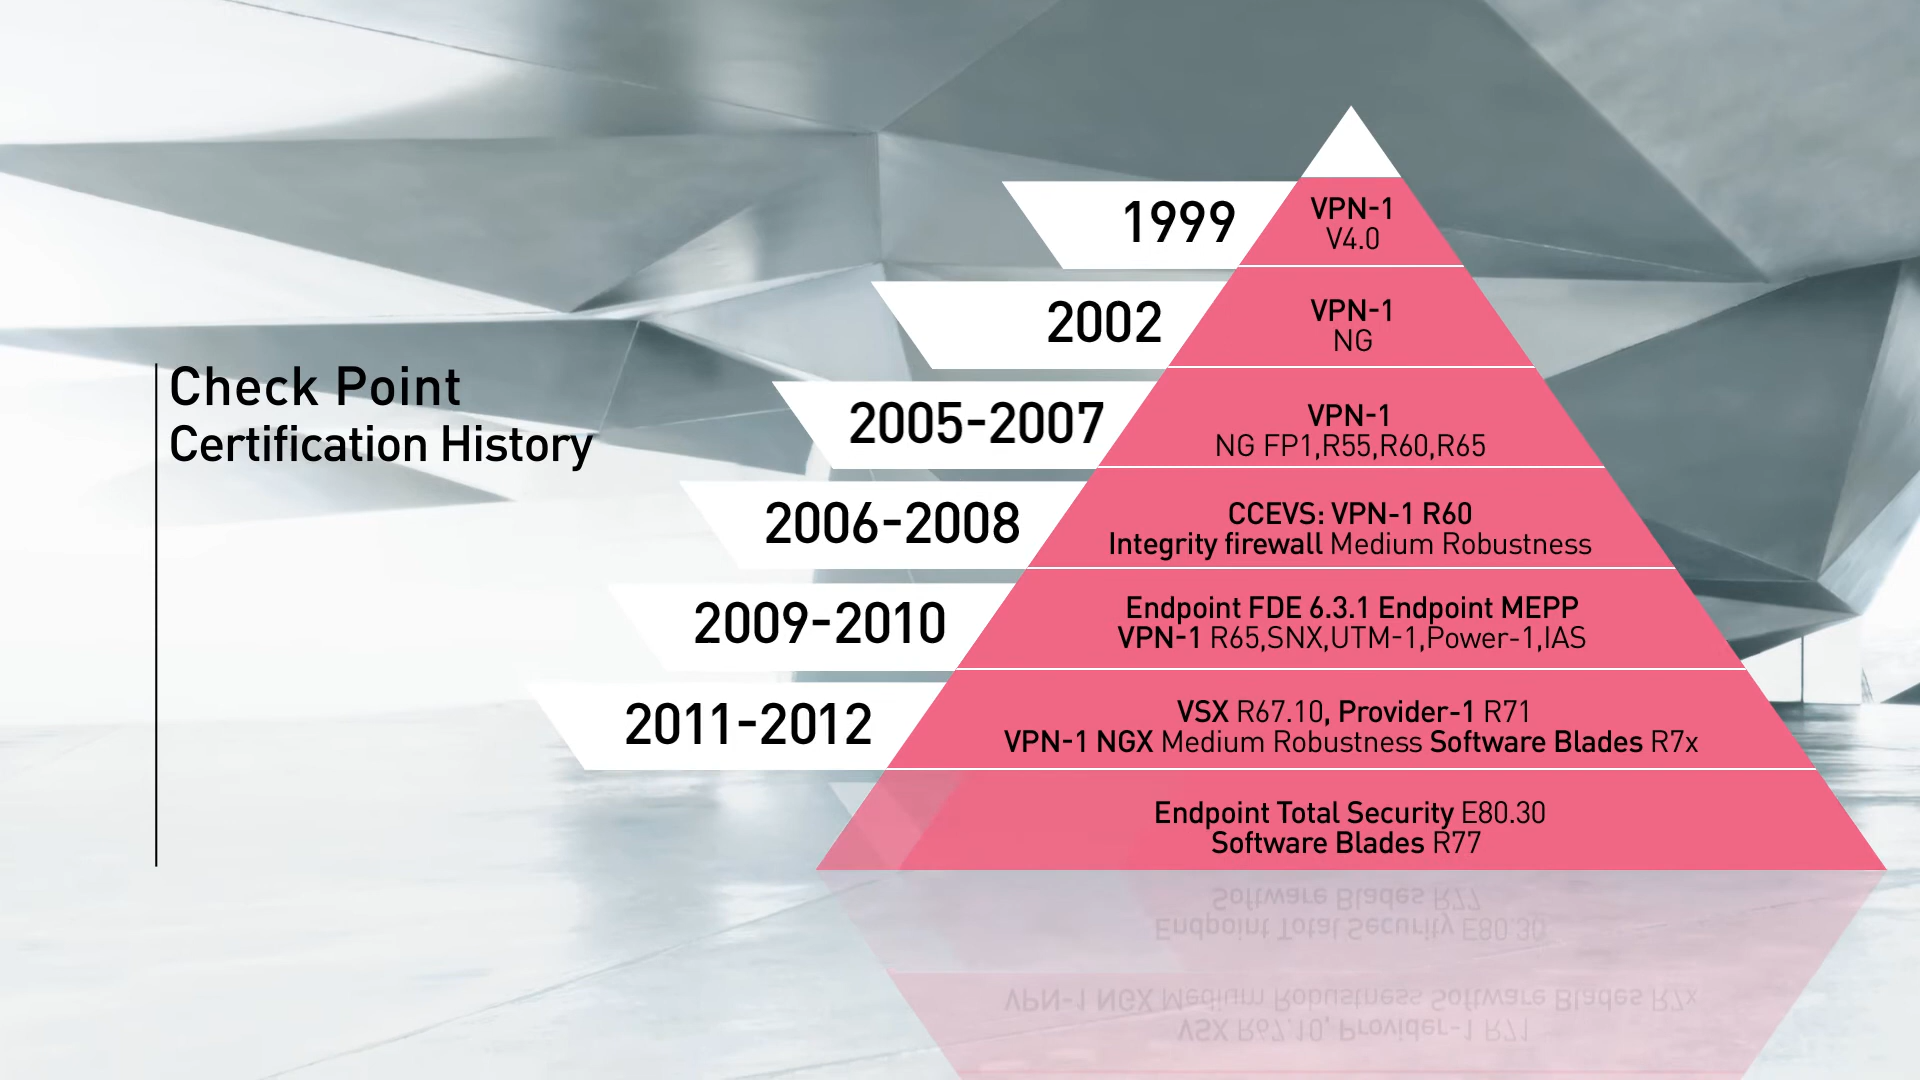 Check Point
Certification History
1999
VPN-1
V4.0
2002
VPN-1
NG
2005-2007
VPN-1
NG FP1,R55,R60,R65
2006-2008
CCEVS: VPN-1 R60
Integrity firewall Medium Robustness
2009-2010
Endpoint FDE 6.3.1 Endpoint MEPP
VPN-1 R65,SNX,UTM-1,Power-1,IAS
2011-2012
VSX R67.10, Provider-1 R71
VPN-1 NGX Medium Robustness Software Blades R7x
Endpoint Total Security E80.30
Software Blades R77